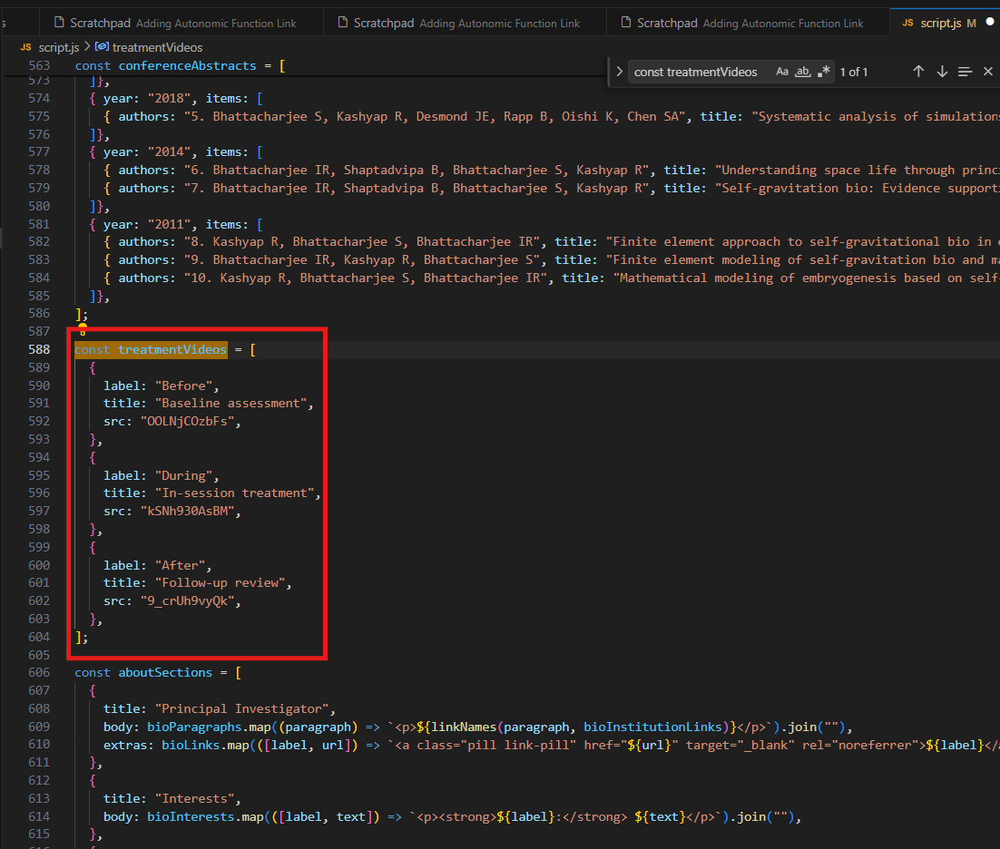 s
Scratchpad Adding Autonomic Function Link
Scratchpad Adding Autonomic Function Link
Scratchpad Adding Autonomic Function Link
JS script.js M
JS script.js > treatmentVideos
const treatmentVideos Aa ab 1 of 1
563 const conferenceAbstracts = [
573 ]},
574 { year: "2018", items: [
575 { authors: "5. Bhattacharjee S, Kashyap R, Desmond JE, Rapp B, Oishi K, Chen SA", title: "Systematic analysis of simulations
576 ]},
577 { year: "2014", items: [
578 { authors: "6. Bhattacharjee IR, Shaptadvipa B, Bhattacharjee S, Kashyap R", title: "Understanding space life through princi
579 { authors: "7. Bhattacharjee IR, Shaptadvipa B, Bhattacharjee S, Kashyap R", title: "Self-gravitation bio: Evidence supporti
580 ]},
581 { year: "2011", items: [
582 { authors: "8. Kashyap R, Bhattacharjee S, Bhattacharjee IR", title: "Finite element approach to self-gravitational bio in e
583 { authors: "9. Bhattacharjee IR, Kashyap R, Bhattacharjee S", title: "Finite element modeling of self-gravitation bio and ma
584 { authors: "10. Kashyap R, Bhattacharjee S, Bhattacharjee IR", title: "Mathematical modeling of embryogenesis based on self-
585 ]},
586 ];
587
588 const treatmentVideos = [
589 {
590 label: "Before",
591 title: "Baseline assessment",
592 src: "OOLNjCOzbFs",
593 },
594 {
595 label: "During",
596 title: "In-session treatment",
597 src: "kSNh930AsBM",
598 },
599 {
600 label: "After",
601 title: "Follow-up review",
602 src: "9_crUh9vyQk",
603 },
604 ];
605
606 const aboutSections = [
607 {
608 title: "Principal Investigator",
609 body: bioParagraphs.map((paragraph) => `<p>${linkNames(paragraph, bioInstitutionLinks)}</p>`).join(""),
610 extras: bioLinks.map(([label, url]) => `<a class="pill link-pill" href="${url}" target="_blank" rel="noreferrer">${label}</a
611 },
612 {
613 title: "Interests",
614 body: bioInterests.map(([label, text]) => `<p><strong>${label}:</strong> ${text}</p>`).join(""),
615 },